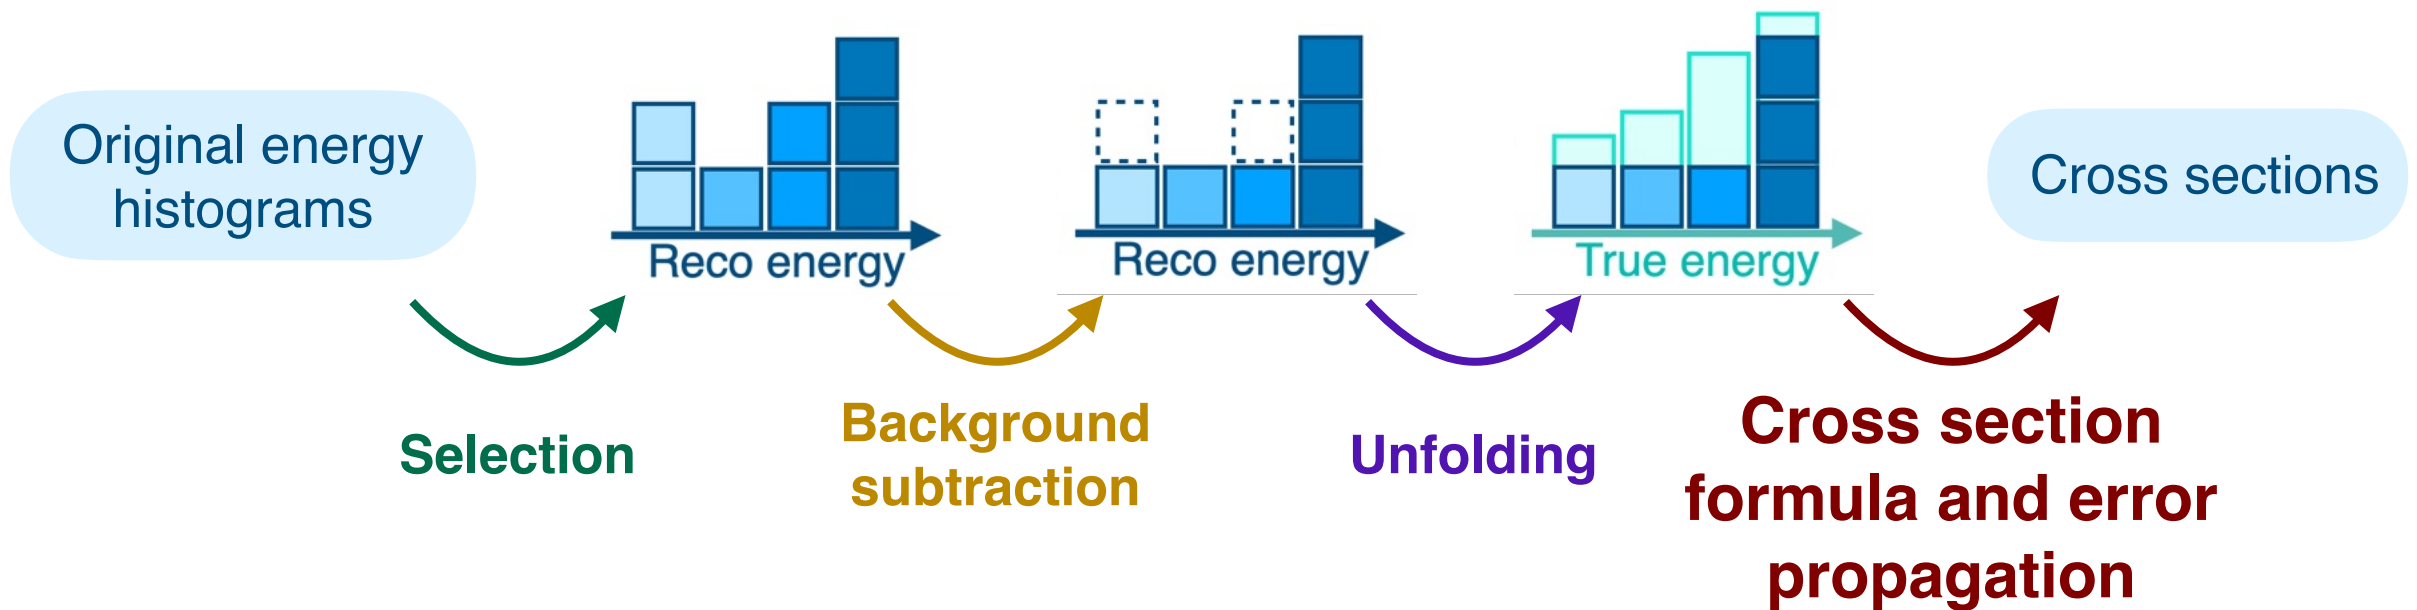 Original energy
histograms
Reco energy
Reco energy
True energy
Cross sections
Selection
Background
subtraction
Unfolding
Cross section
formula and error
propagation